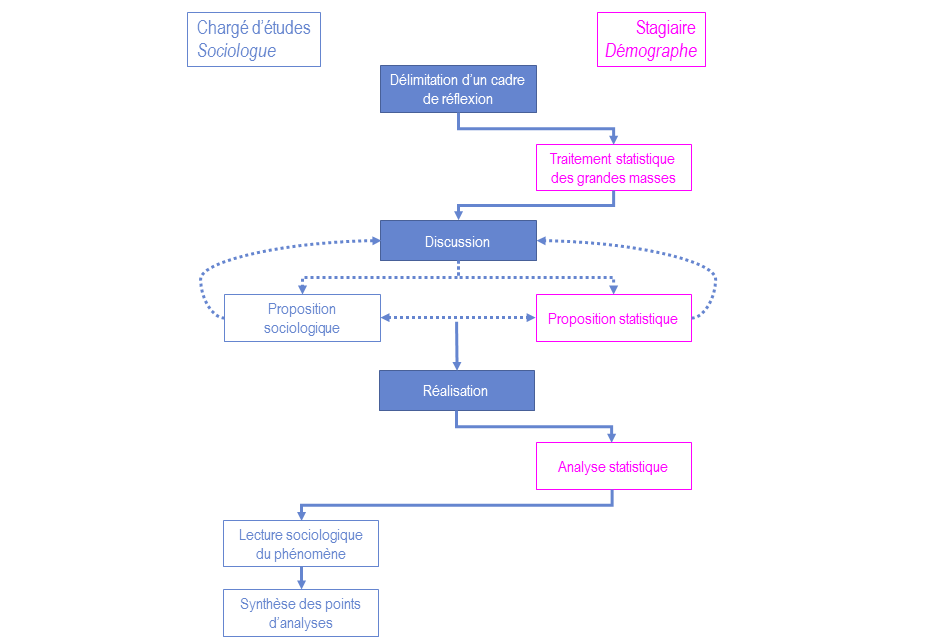 Chargé d'études
Sociologue
Stagiaire
Démographe
Délimitation d'un cadre
de réflexion
Traitement statistique
des grandes masses
Discussion
Proposition
sociologique
Proposition statistique
Réalisation
Analyse statistique
Lecture sociologique
du phénomène
Synthèse des points
d'analyses